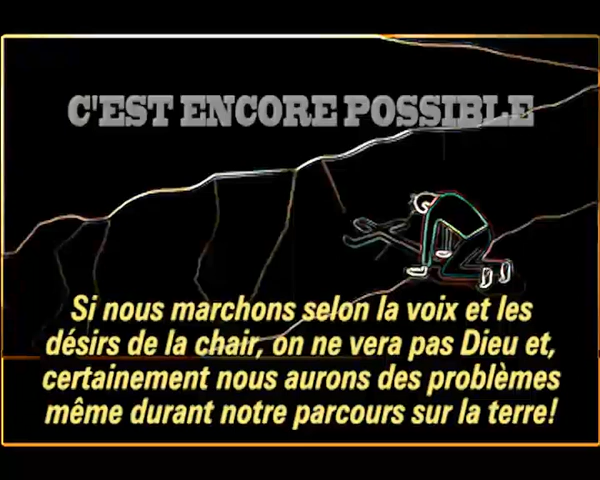 C'EST ENCORE POSSIBLE
Si nous marchons selon la voix et les
désirs de la chair, on ne vera pas Dieu et,
certainement nous aurons des problèmes
même durant notre parcours sur la terre!